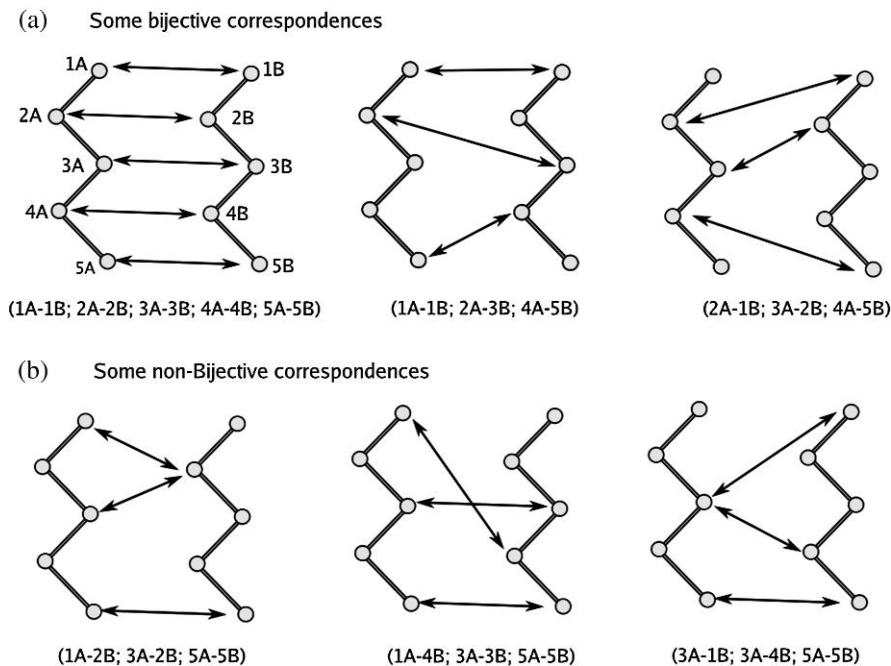 (a) Some bijective correspondences
1A 1B
2A 2B
3A 3B
4A 4B
5A 5B
(1A-1B; 2A-2B; 3A-3B; 4A-4B; 5A-5B) (1A-1B; 2A-3B; 4A-5B) (2A-1B; 3A-2B; 4A-5B)
(b) Some non-Bijective correspondences
(1A-2B; 3A-2B; 5A-5B) (1A-4B; 3A-3B; 5A-5B) (3A-1B; 3A-4B; 5A-5B)